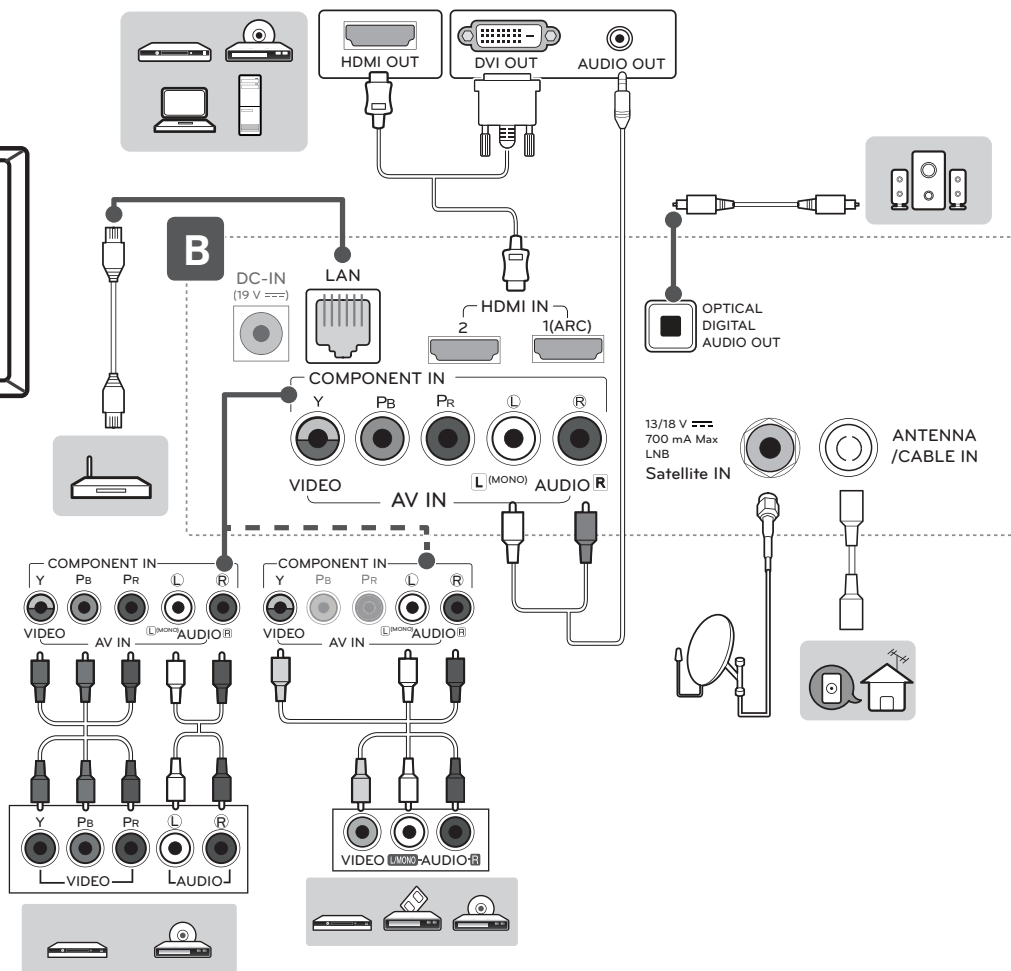 HDMI OUT
DVI OUT
AUDIO OUT
B
DC-IN
(19 V ⎓)
LAN
HDMI IN
2
1(ARC)
OPTICAL
DIGITAL
AUDIO OUT
COMPONENT IN
Y PB PR Ⓛ Ⓡ
VIDEO L (MONO) AUDIO R
AV IN
13/18 V ⎓
700 mA Max
LNB
Satellite IN
ANTENNA
/CABLE IN
COMPONENT IN
Y PB PR Ⓛ Ⓡ
VIDEO L(MONO) AUDIO R
AV IN
COMPONENT IN
Y PB PR Ⓛ Ⓡ
VIDEO L(MONO) AUDIO R
AV IN
Y PB PR Ⓛ Ⓡ
VIDEO AUDIO
VIDEO L/MONO-AUDIO-R